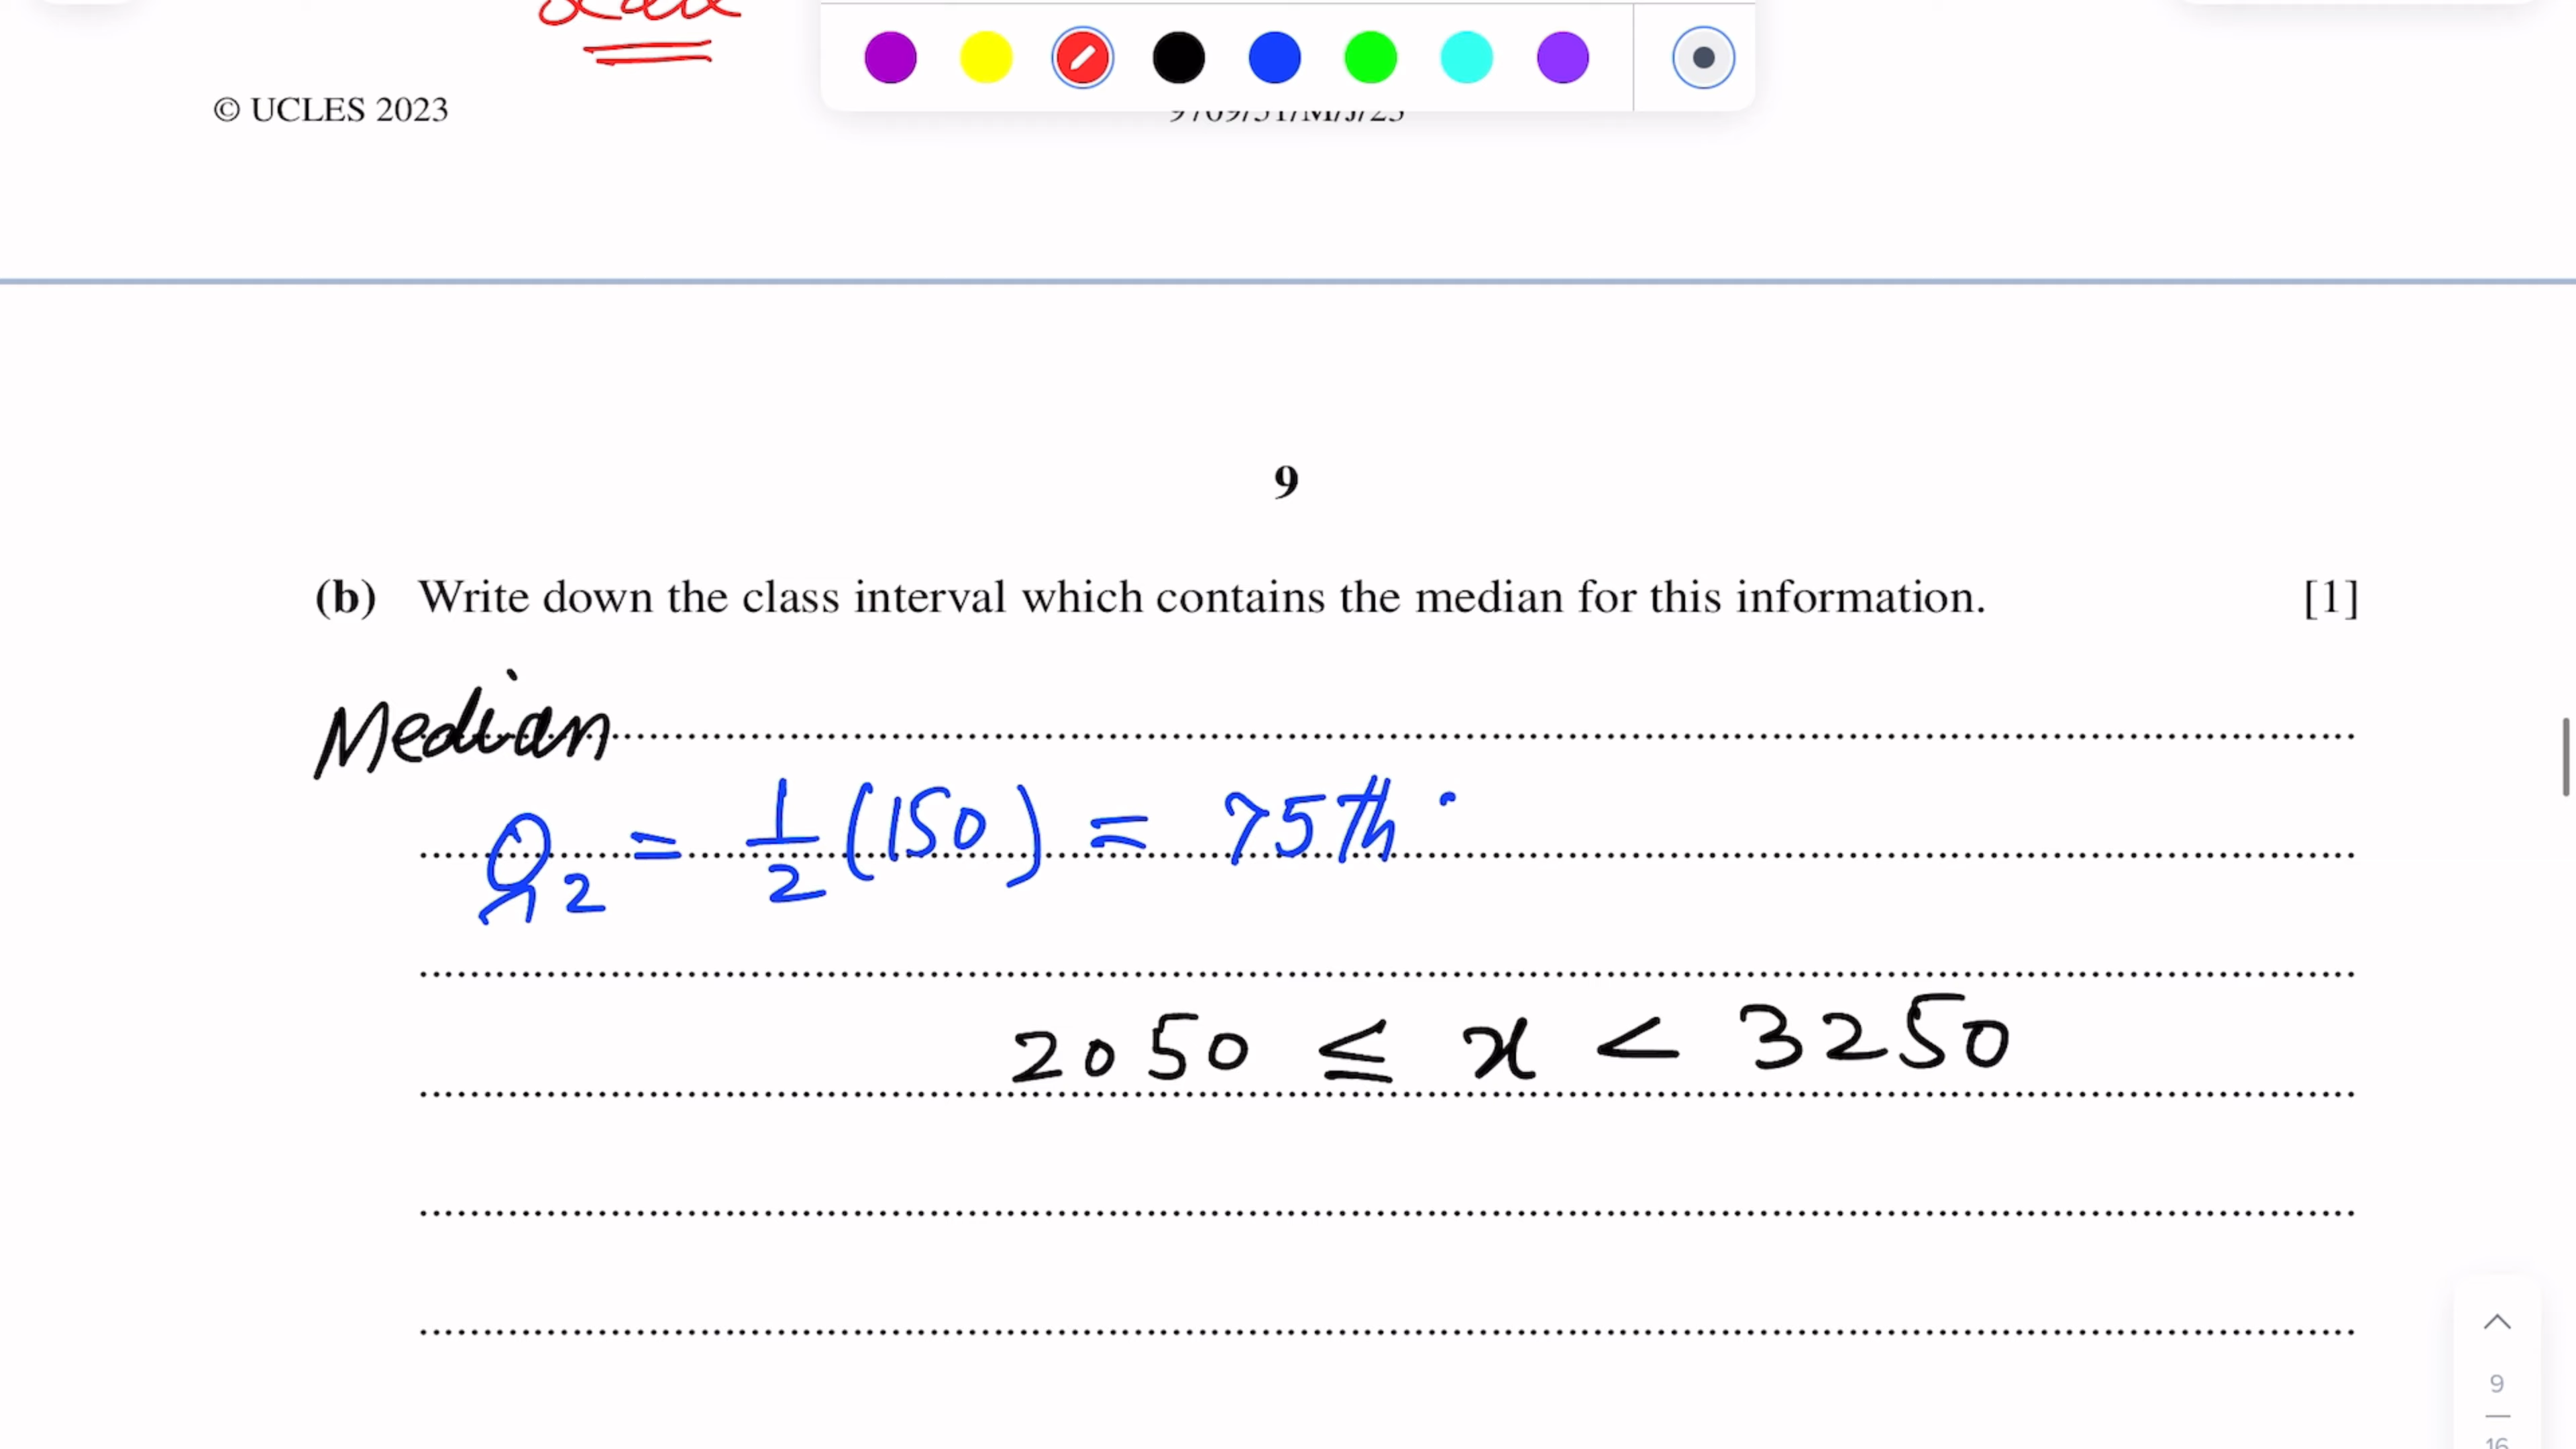 © UCLES 2023
9
(b) Write down the class interval which contains the median for this information. [1]
Median
Q2 = 1/2 (150) = 75th
2050 ≤ x < 3250
9